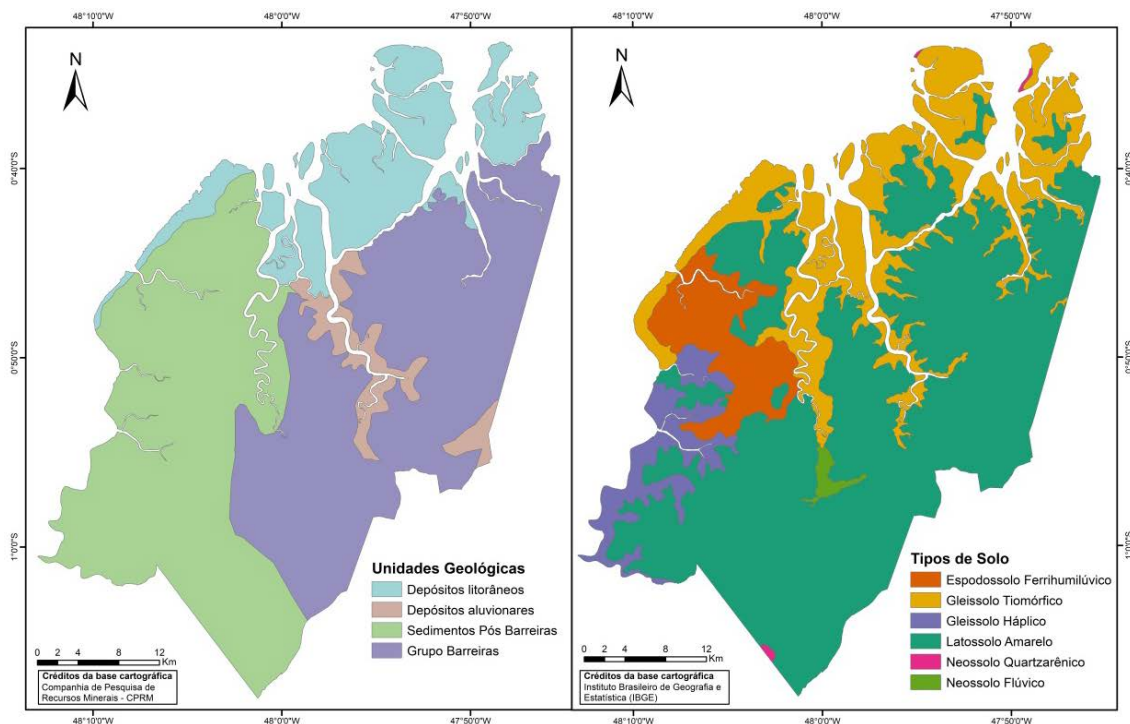 48°10'0"W
48°0'0"W
47°50'0"W
48°10'0"W
48°0'0"W
47°50'0"W
N
N
0°40'0"S
0°40'0"S
0°50'0"S
0°50'0"S
1°0'0"S
1°0'0"S
Unidades Geológicas
Depósitos litorâneos
Depósitos aluvionares
Sedimentos Pós Barreiras
Grupo Barreiras
0 2 4 6 8 12
Km
Créditos da base cartográfica
Companhia de Pesquisa de
Recursos Minerais - CPRM
Tipos de Solo
Espodossolo Ferrihumilúvico
Gleissolo Tiomórfico
Gleissolo Háplico
Latossolo Amarelo
Neossolo Quartzarênico
Neossolo Flúvico
0 2 4 6 8 12
Km
Créditos da base cartográfica
Instituto Brasileiro de Geografia e
Estatística (IBGE)
48°10'0"W
48°0'0"W
47°50'0"W
48°10'0"W
48°0'0"W
47°50'0"W